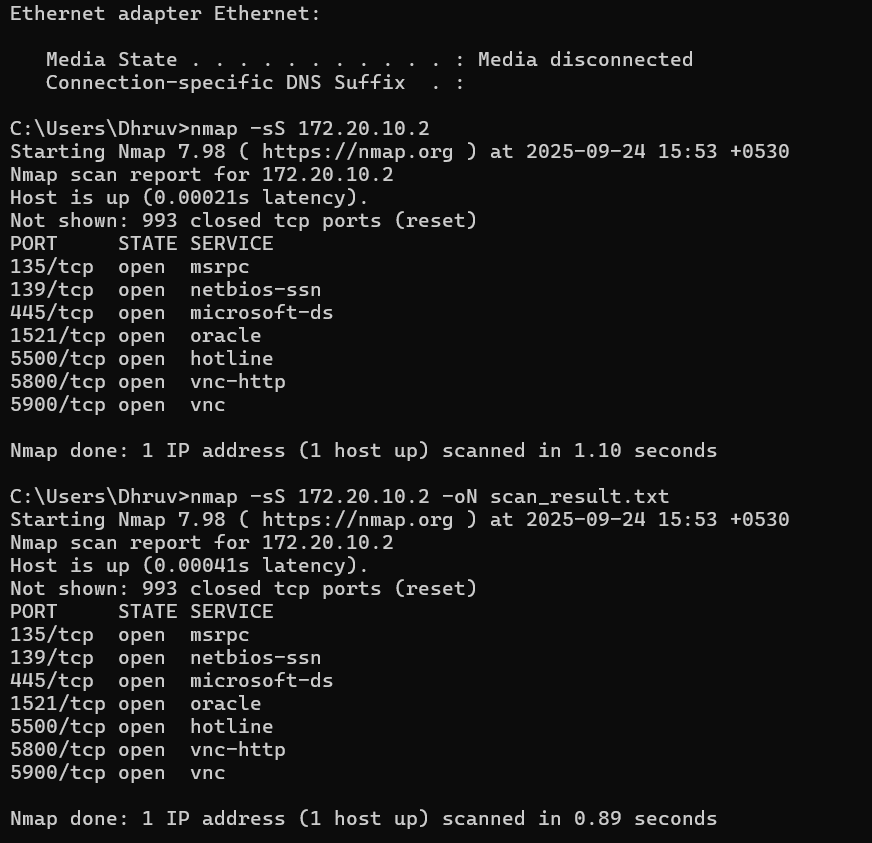 Ethernet adapter Ethernet:
   Media State . . . . . . . . . . . : Media disconnected
   Connection-specific DNS Suffix  . :
C:\Users\Dhruv>nmap -sS 172.20.10.2
Starting Nmap 7.98 ( https://nmap.org ) at 2025-09-24 15:53 +0530
Nmap scan report for 172.20.10.2
Host is up (0.00021s latency).
Not shown: 993 closed tcp ports (reset)
PORT     STATE SERVICE
135/tcp  open  msrpc
139/tcp  open  netbios-ssn
445/tcp  open  microsoft-ds
1521/tcp open  oracle
5500/tcp open  hotline
5800/tcp open  vnc-http
5900/tcp open  vnc
Nmap done: 1 IP address (1 host up) scanned in 1.10 seconds
C:\Users\Dhruv>nmap -sS 172.20.10.2 -oN scan_result.txt
Starting Nmap 7.98 ( https://nmap.org ) at 2025-09-24 15:53 +0530
Nmap scan report for 172.20.10.2
Host is up (0.00041s latency).
Not shown: 993 closed tcp ports (reset)
PORT     STATE SERVICE
135/tcp  open  msrpc
139/tcp  open  netbios-ssn
445/tcp  open  microsoft-ds
1521/tcp open  oracle
5500/tcp open  hotline
5800/tcp open  vnc-http
5900/tcp open  vnc
Nmap done: 1 IP address (1 host up) scanned in 0.89 seconds